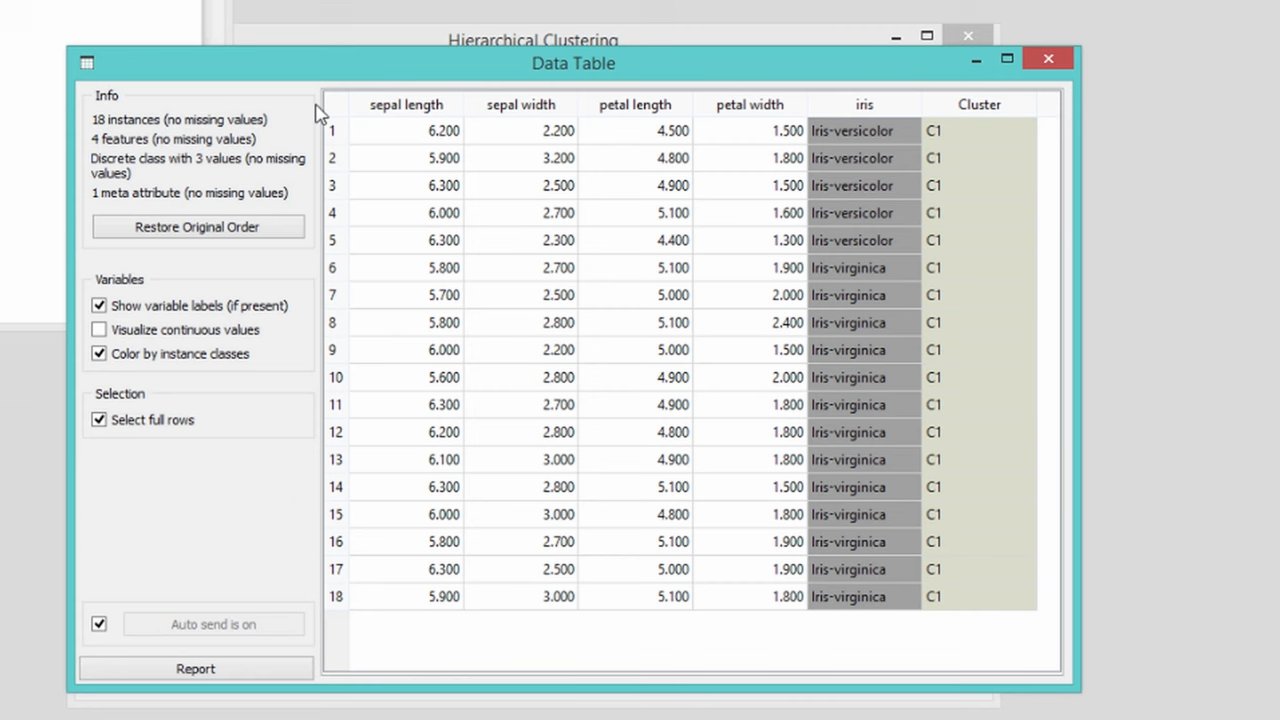 Hierarchical Clustering
Data Table
Info
18 instances (no missing values)
4 features (no missing values)
Discrete class with 3 values (no missing
values)
1 meta attribute (no missing values)
Restore Original Order
Variables
Show variable labels (if present)
Visualize continuous values
Color by instance classes
Selection
Select full rows
Auto send is on
Report
sepal length sepal width petal length petal width iris Cluster
1 6.200 2.200 4.500 1.500 Iris-versicolor C1
2 5.900 3.200 4.800 1.800 Iris-versicolor C1
3 6.300 2.500 4.900 1.500 Iris-versicolor C1
4 6.000 2.700 5.100 1.600 Iris-versicolor C1
5 6.300 2.300 4.400 1.300 Iris-versicolor C1
6 5.800 2.700 5.100 1.900 Iris-virginica C1
7 5.700 2.500 5.000 2.000 Iris-virginica C1
8 5.800 2.800 5.100 2.400 Iris-virginica C1
9 6.000 2.200 5.000 1.500 Iris-virginica C1
10 5.600 2.800 4.900 2.000 Iris-virginica C1
11 6.300 2.700 4.900 1.800 Iris-virginica C1
12 6.200 2.800 4.800 1.800 Iris-virginica C1
13 6.100 3.000 4.900 1.800 Iris-virginica C1
14 6.300 2.800 5.100 1.500 Iris-virginica C1
15 6.000 3.000 4.800 1.800 Iris-virginica C1
16 5.800 2.700 5.100 1.900 Iris-virginica C1
17 6.300 2.500 5.000 1.900 Iris-virginica C1
18 5.900 3.000 5.100 1.800 Iris-virginica C1